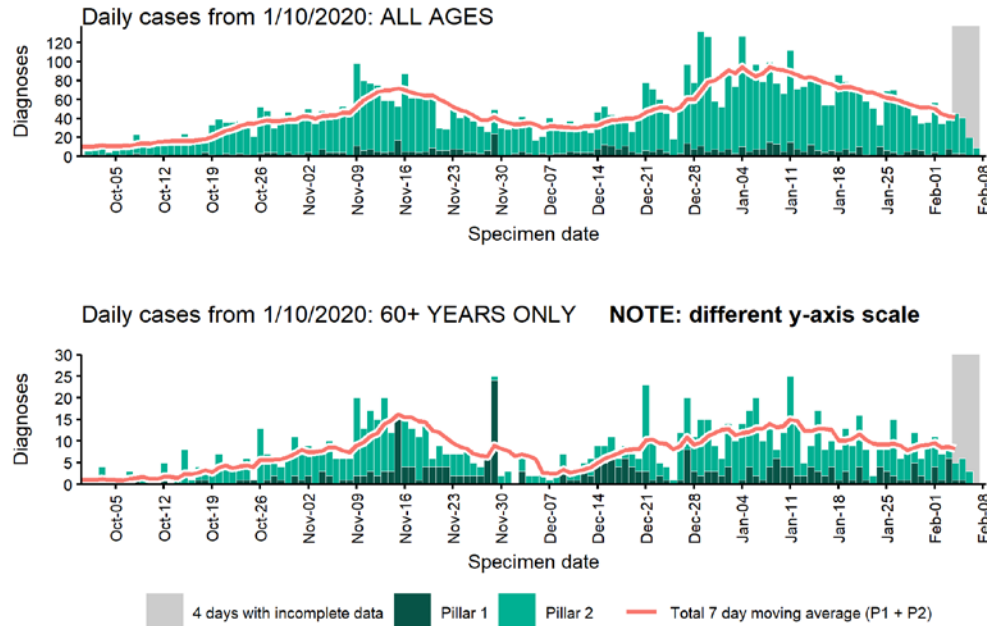 Daily cases from 1/10/2020: ALL AGES
Diagnoses
120
100
80
60
40
20
0
Oct-05 Oct-12 Oct-19 Oct-26 Nov-02 Nov-09 Nov-16 Nov-23 Nov-30 Dec-07 Dec-14 Dec-21 Dec-28 Jan-04 Jan-11 Jan-18 Jan-25 Feb-01 Feb-08
Specimen date
Daily cases from 1/10/2020: 60+ YEARS ONLY NOTE: different y-axis scale
Diagnoses
30
25
20
15
10
5
0
Oct-05 Oct-12 Oct-19 Oct-26 Nov-02 Nov-09 Nov-16 Nov-23 Nov-30 Dec-07 Dec-14 Dec-21 Dec-28 Jan-04 Jan-11 Jan-18 Jan-25 Feb-01 Feb-08
Specimen date
4 days with incomplete data Pillar 1 Pillar 2 Total 7 day moving average (P1 + P2)